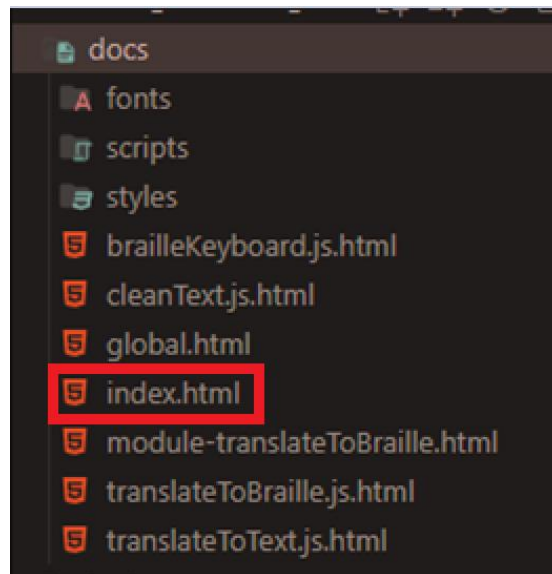 docs
fonts
scripts
styles
brailleKeyboard.js.html
cleanText.js.html
global.html
index.html
module-translateToBraille.html
translateToBraille.js.html
translateToText.js.html